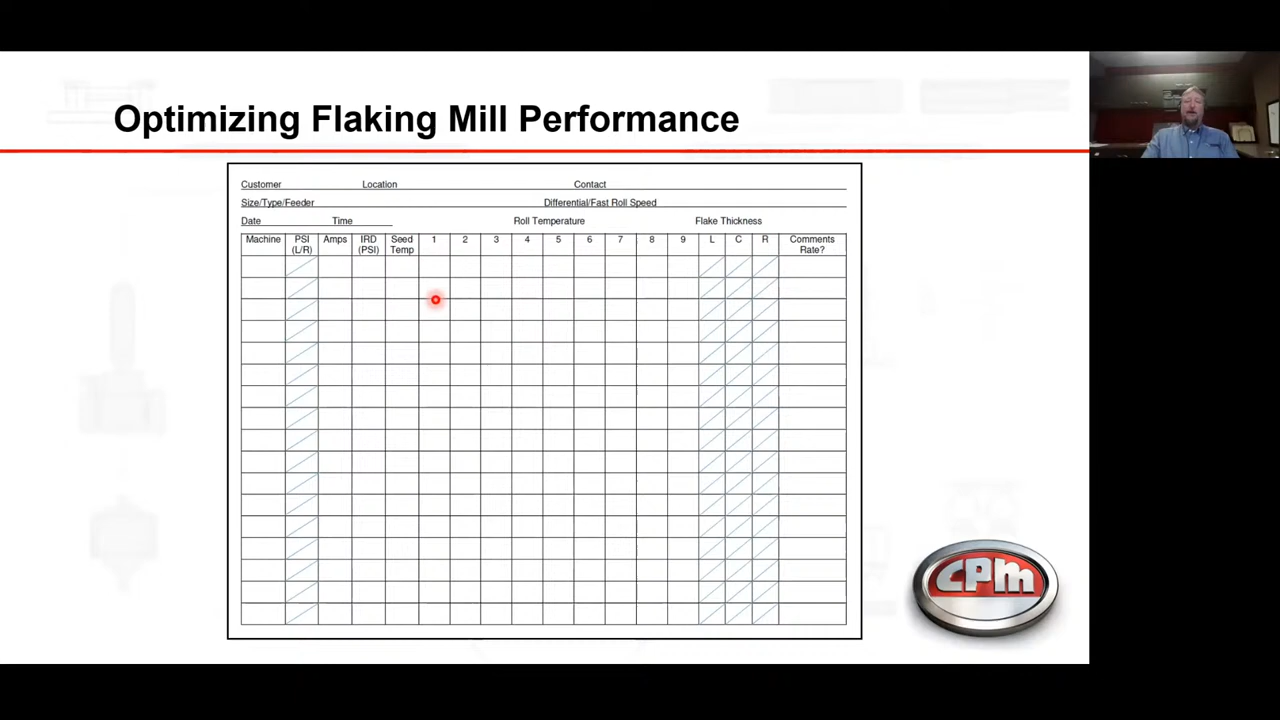 Optimizing Flaking Mill Performance
Customer Location Contact
Size/Type/Feeder Differential/Fast Roll Speed
Date Time Roll Temperature Flake Thickness
Machine PSI (L/R) Amps IRD (PSI) Seed Temp 1 2 3 4 5 6 7 8 9 L C R Comments Rate?
CPM